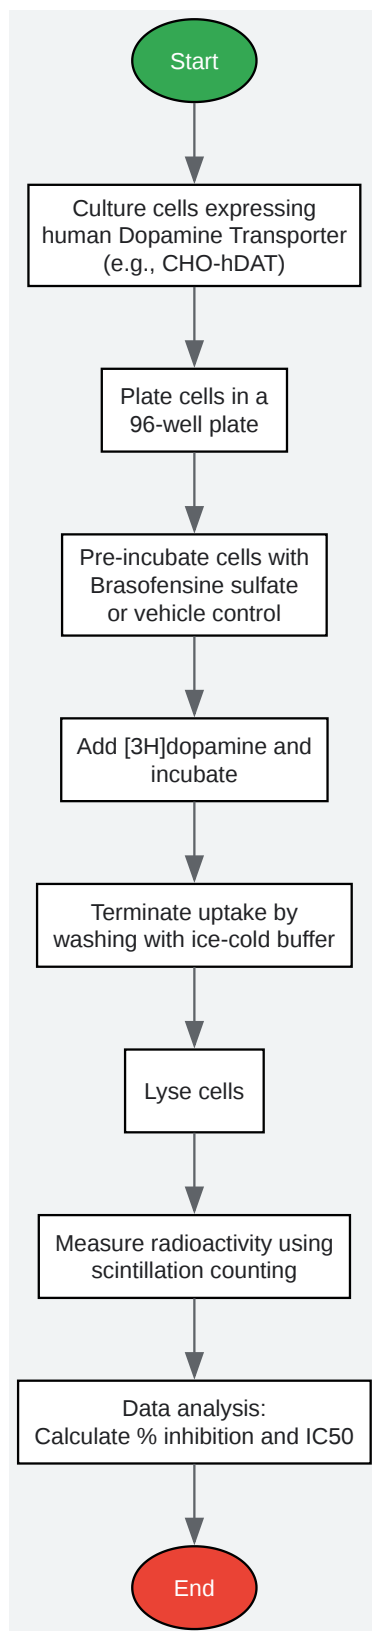 Start
Culture cells expressing
human Dopamine Transporter
(e.g., CHO-hDAT)
Plate cells in a
96-well plate
Pre-incubate cells with
Brasofensine sulfate
or vehicle control
Add [3H]dopamine and
incubate
Terminate uptake by
washing with ice-cold buffer
Lyse cells
Measure radioactivity using
scintillation counting
Data analysis:
Calculate % inhibition and IC50
End